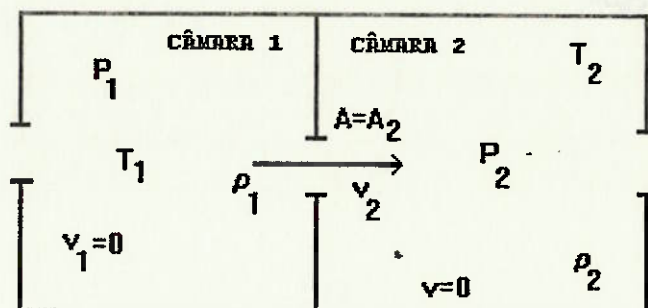 CÂMARA 1
CÂMARA 2
P₁
T₂
A=A₂
T₁
P₂
ρ₁
v₂
v₁=0
v=0
ρ₂